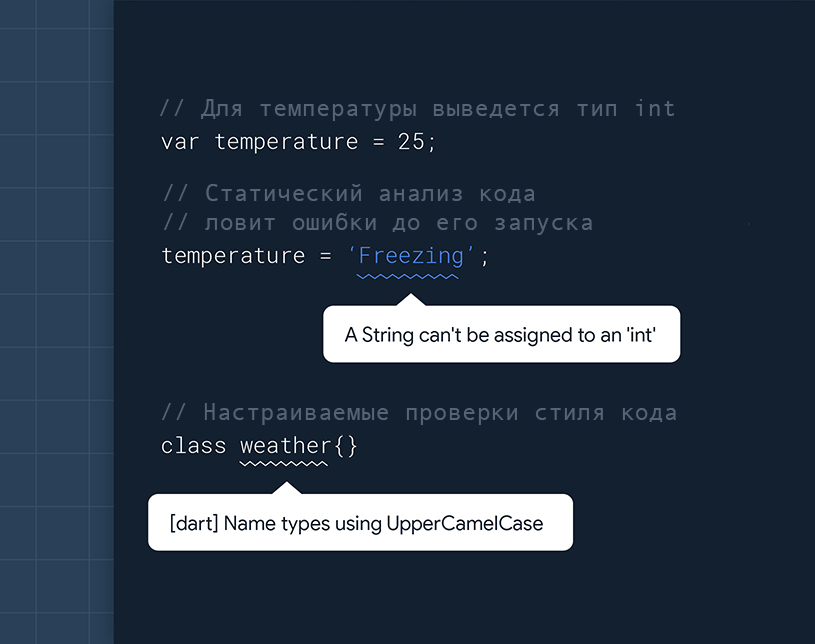 // Для температуры выведется тип int
var temperature = 25;
// Статический анализ кода
// ловит ошибки до его запуска
temperature = ‘Freezing’;
A String can't be assigned to an 'int'
// Настраиваемые проверки стиля кода
class weather{}
[dart] Name types using UpperCamelCase